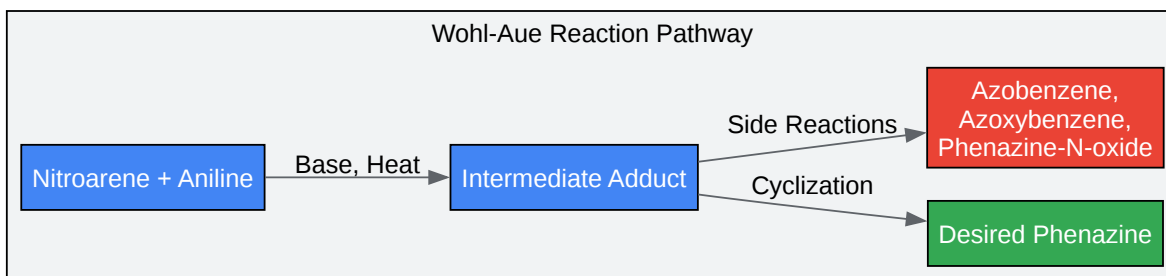 Wohl-Aue Reaction Pathway
Nitroarene + Aniline
Base, Heat
Intermediate Adduct
Side Reactions
Azobenzene,
Azoxybenzene,
Phenazine-N-oxide
Cyclization
Desired Phenazine